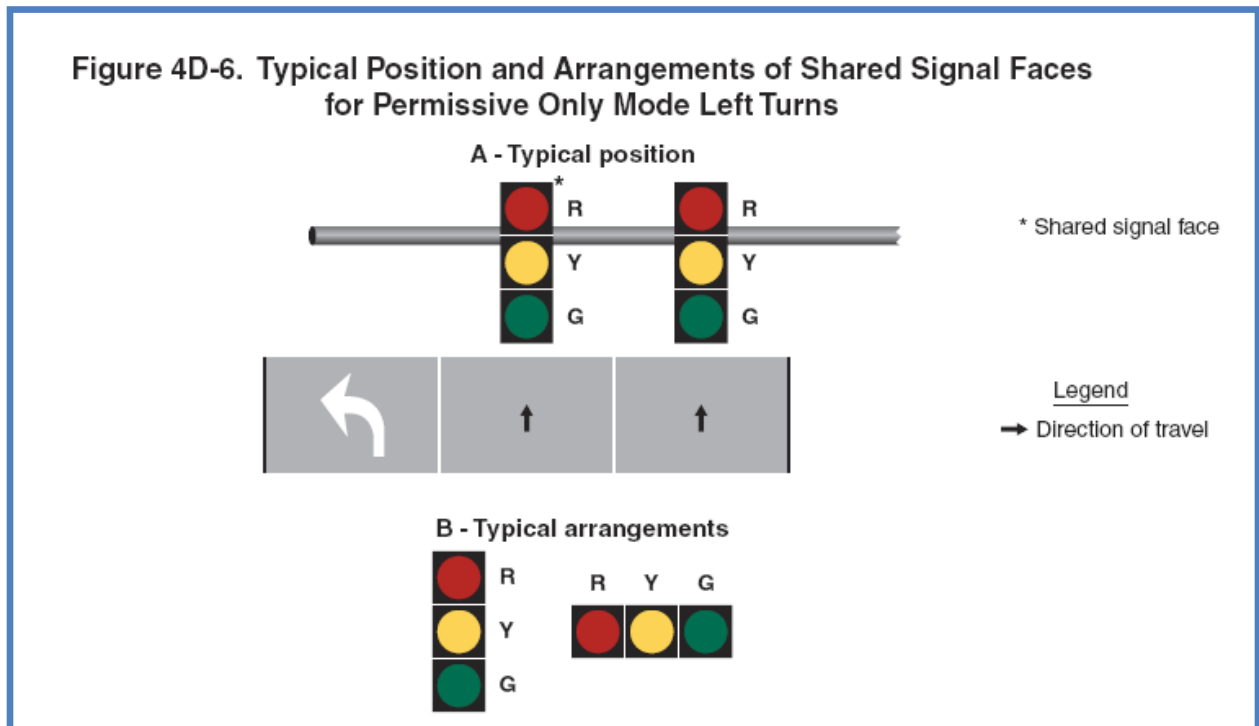 Figure 4D-6. Typical Position and Arrangements of Shared Signal Faces
for Permissive Only Mode Left Turns
A - Typical position
*
R R
* Shared signal face
Y Y
G G
Legend
Direction of travel
B - Typical arrangements
R
R Y G
Y
G